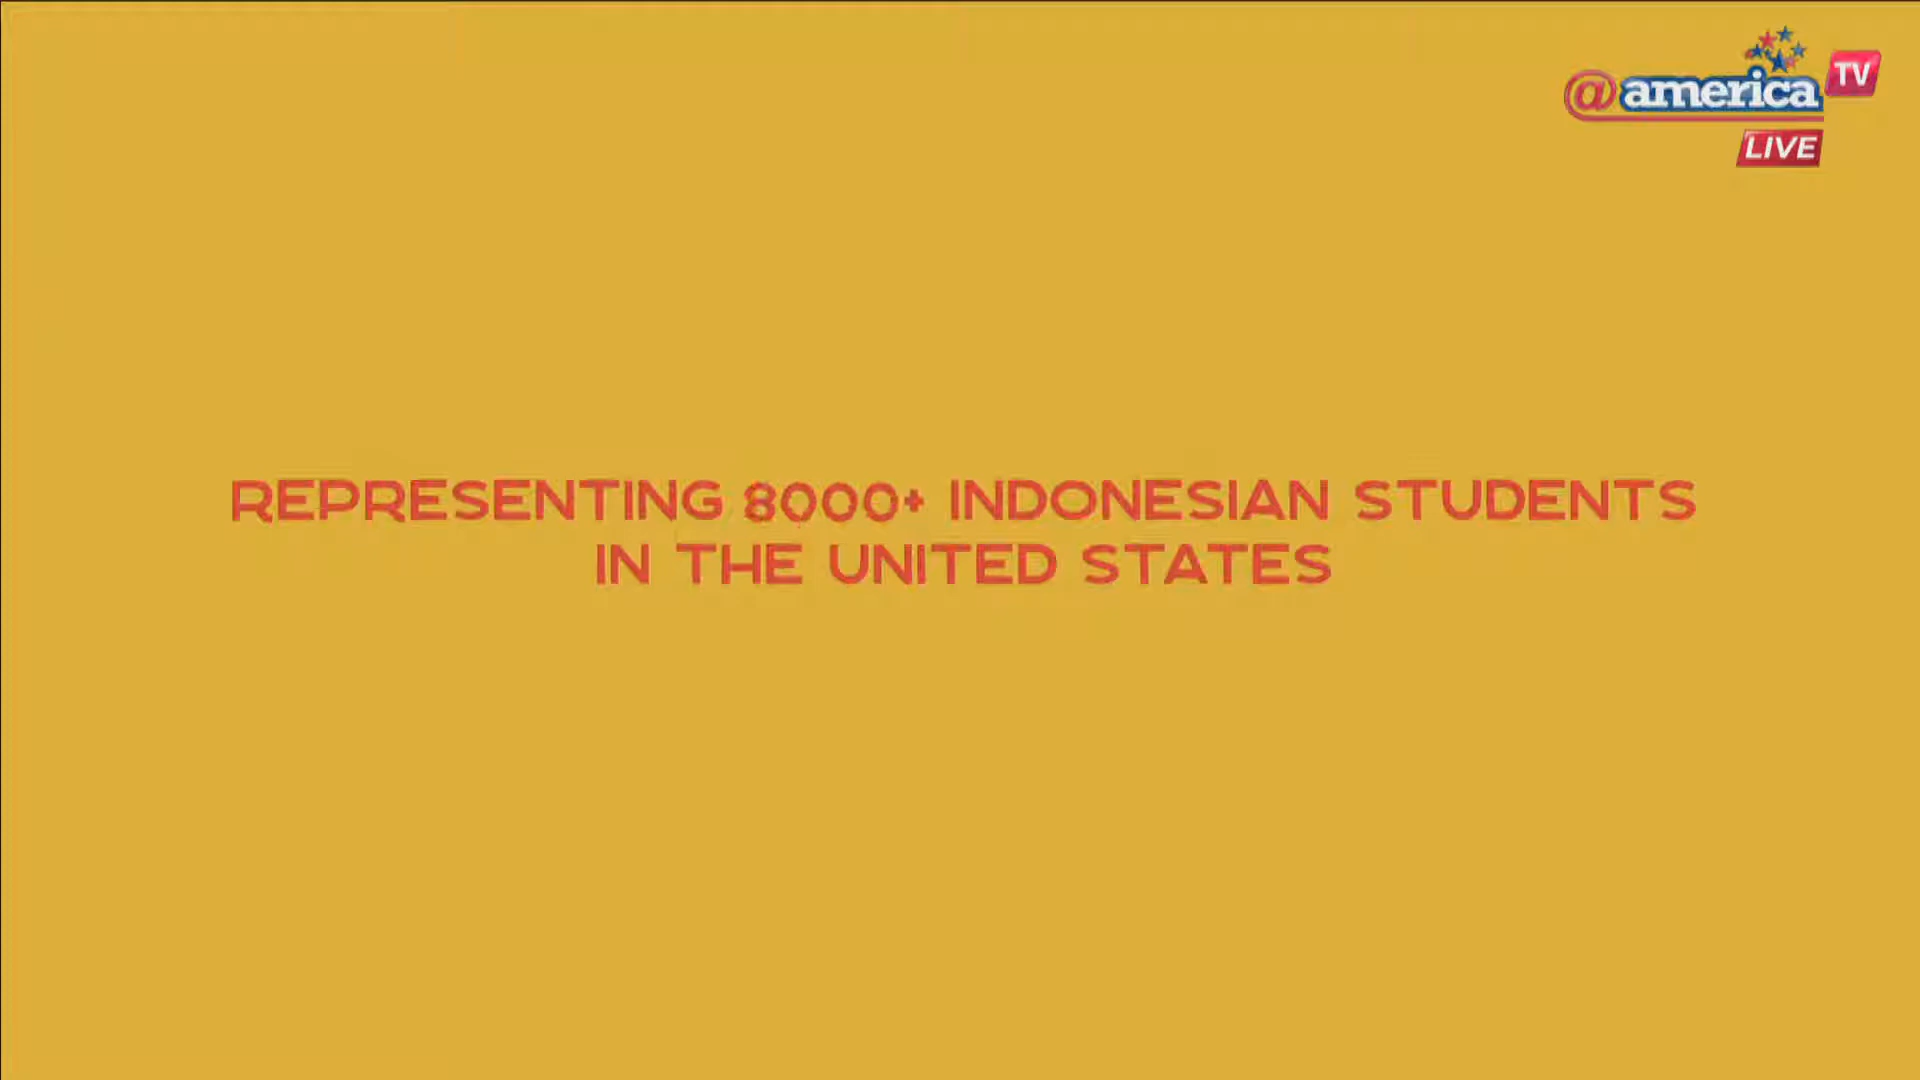 @america TV
LIVE
REPRESENTING 8000+ INDONESIAN STUDENTS
IN THE UNITED STATES